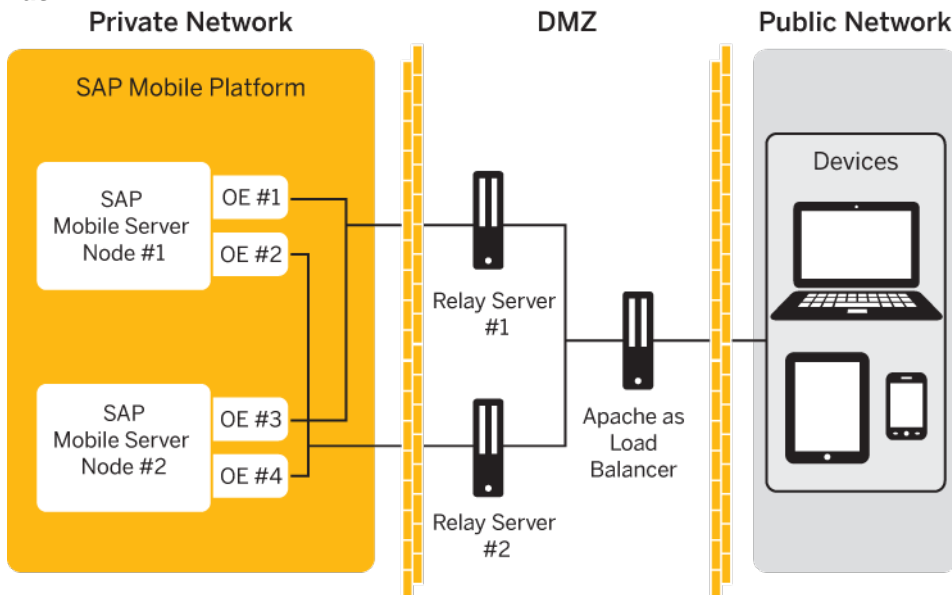 Private Network
DMZ
Public Network
SAP Mobile Platform
SAP
Mobile Server
Node #1
OE #1
OE #2
SAP
Mobile Server
Node #2
OE #3
OE #4
Relay Server
#1
Relay Server
#2
Apache as
Load
Balancer
Devices